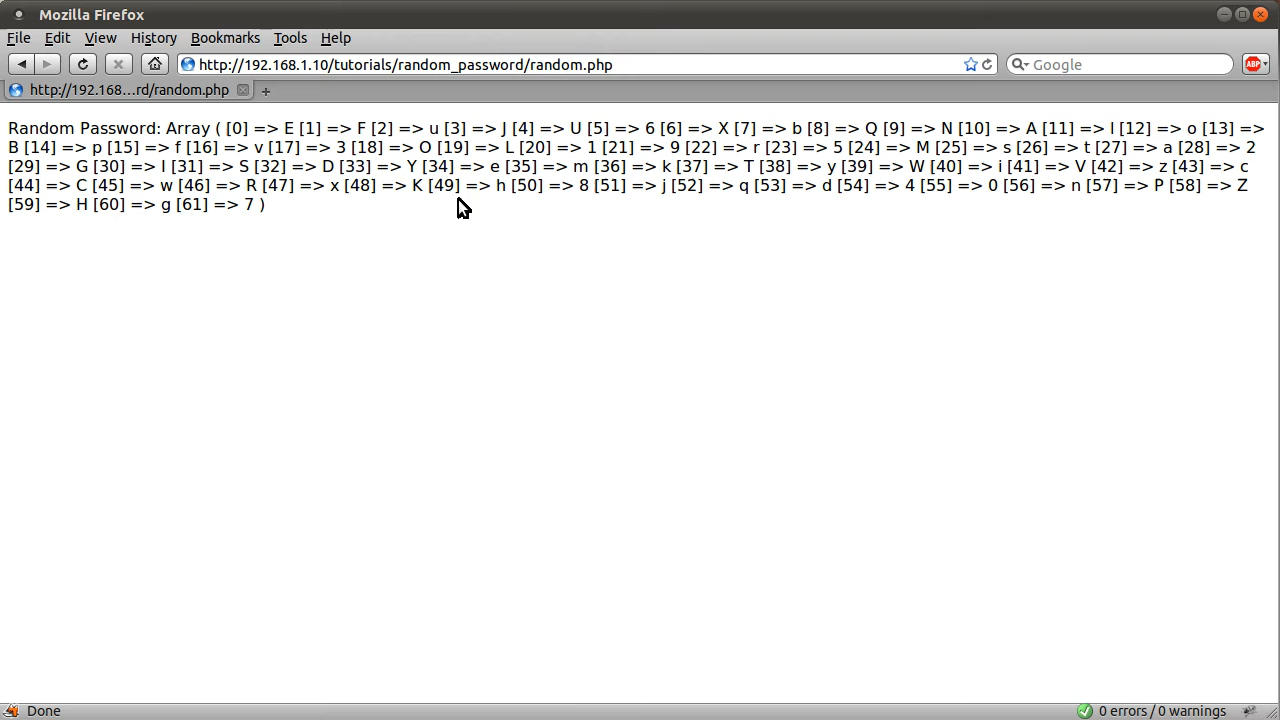 Mozilla Firefox
File Edit View History Bookmarks Tools Help
http://192.168.1.10/tutorials/random_password/random.php
Google
ABP
http://192.168...rd/random.php
Random Password: Array ( [0] => E [1] => F [2] => u [3] => J [4] => U [5] => 6 [6] => X [7] => b [8] => Q [9] => N [10] => A [11] => l [12] => o [13] =>
B [14] => p [15] => f [16] => v [17] => 3 [18] => O [19] => L [20] => 1 [21] => 9 [22] => r [23] => 5 [24] => M [25] => s [26] => t [27] => a [28] => 2
[29] => G [30] => I [31] => S [32] => D [33] => Y [34] => e [35] => m [36] => k [37] => T [38] => y [39] => W [40] => i [41] => V [42] => z [43] => c
[44] => C [45] => w [46] => R [47] => x [48] => K [49] => h [50] => 8 [51] => j [52] => q [53] => d [54] => 4 [55] => 0 [56] => n [57] => P [58] => Z
[59] => H [60] => g [61] => 7 )
Done
0 errors / 0 warnings